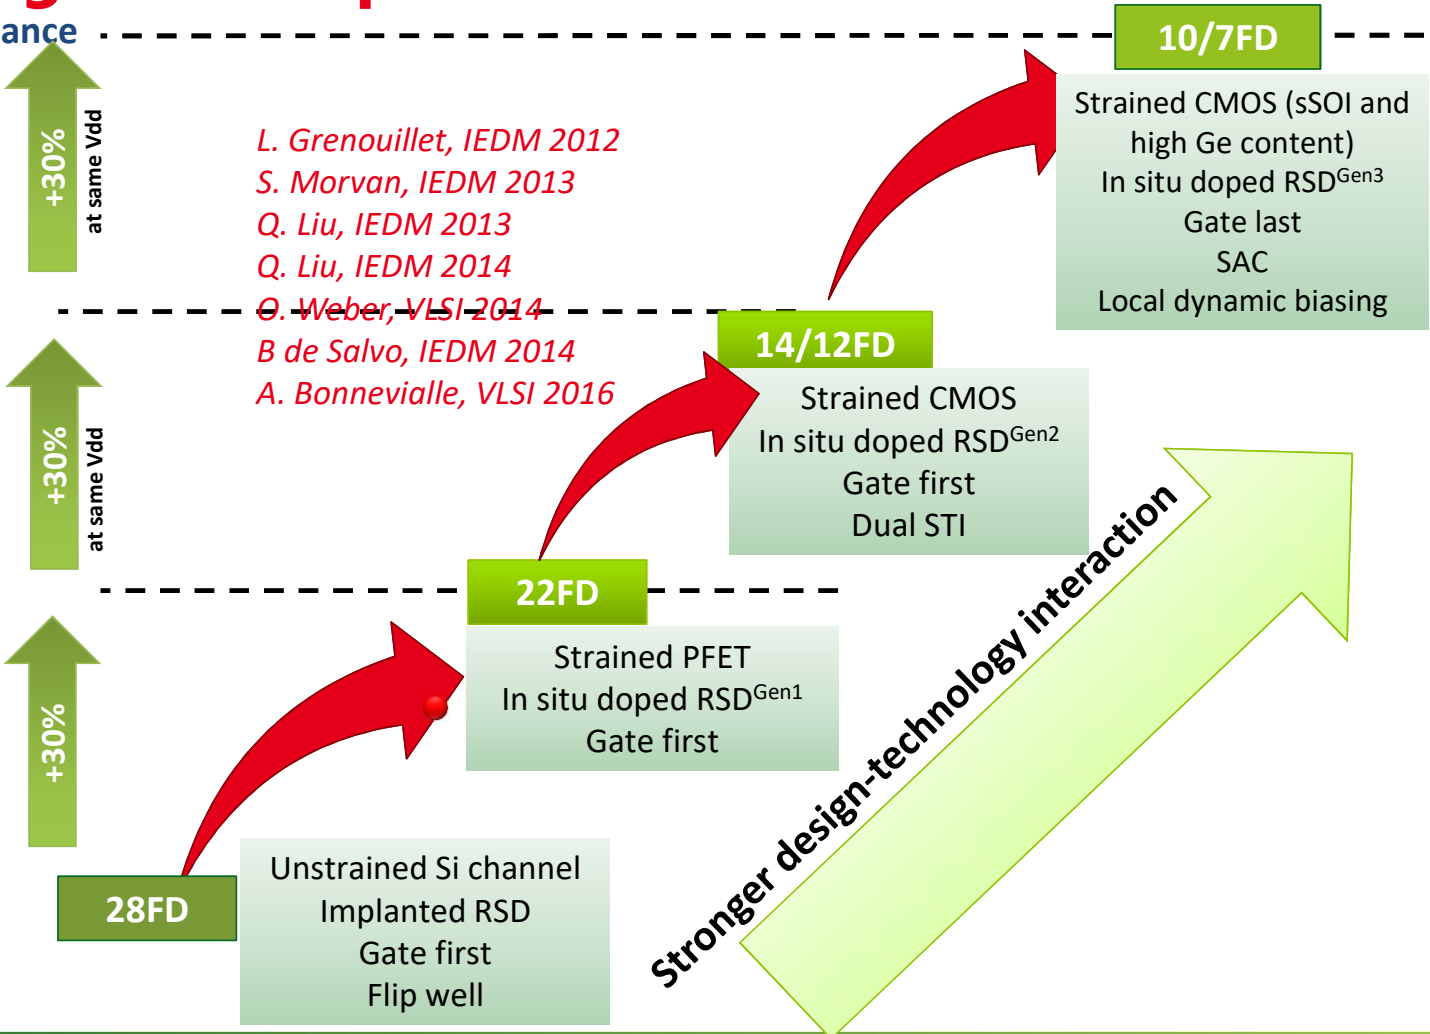 ance
10/7FD
Strained CMOS (sSOI and
high Ge content)
In situ doped RSDGen3
Gate last
SAC
Local dynamic biasing
+30%
at same Vdd
L. Grenouillet, IEDM 2012
S. Morvan, IEDM 2013
Q. Liu, IEDM 2013
Q. Liu, IEDM 2014
O. Weber, VLSI 2014
B de Salvo, IEDM 2014
A. Bonnevialle, VLSI 2016
14/12FD
Strained CMOS
In situ doped RSDGen2
Gate first
Dual STI
+30%
at same Vdd
22FD
Strained PFET
In situ doped RSDGen1
Gate first
+30%
Stronger design-technology interaction
28FD
Unstrained Si channel
Implanted RSD
Gate first
Flip well